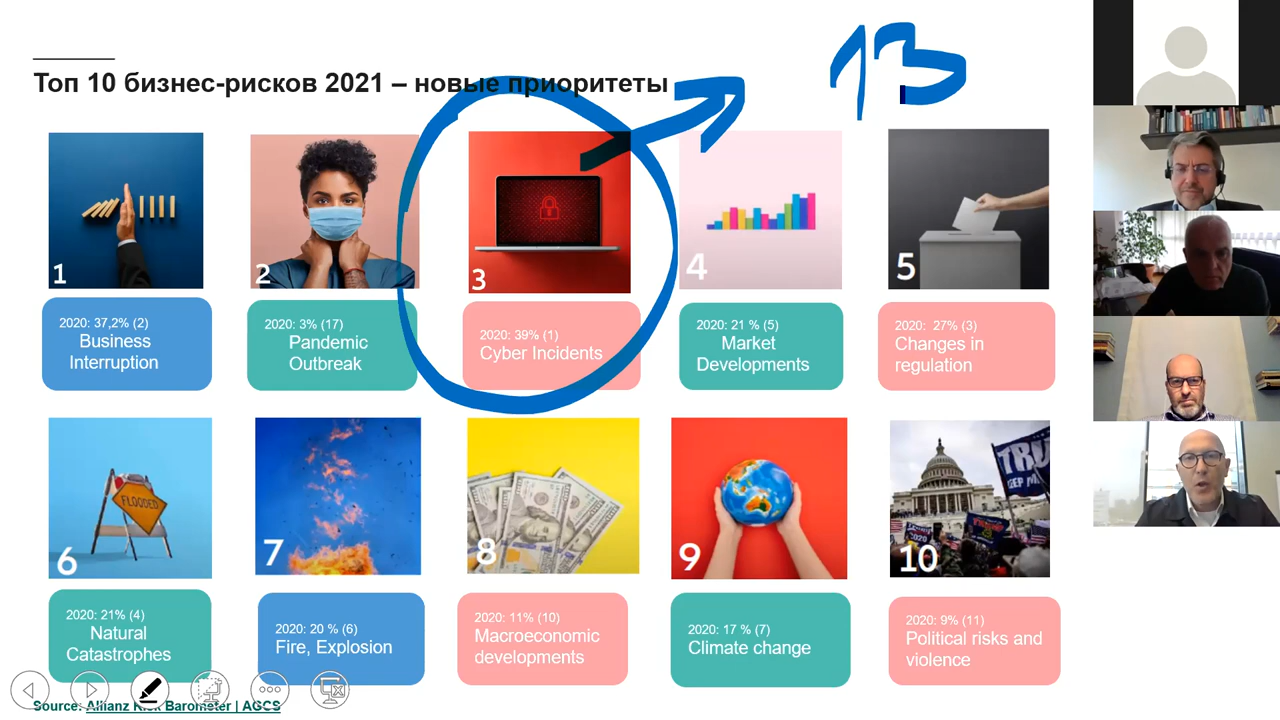 13
Топ 10 бизнес-рисков 2021 – новые приоритеты
1
2
3
4
5
2020: 37,2% (2)
Business
Interruption
2020: 3% (17)
Pandemic
Outbreak
2020: 39% (1)
Cyber Incidents
2020: 21 % (5)
Market
Developments
2020: 27% (3)
Changes in
regulation
FLOODED
TRU
6
7
8
9
10
2020: 21% (4)
Natural
Catastrophes
2020: 20 % (6)
Fire, Explosion
2020: 11% (10)
Macroeconomic
developments
2020: 17 % (7)
Climate change
2020: 9% (11)
Political risks and
violence
Source: Allianz Risk Barometer | AGCS